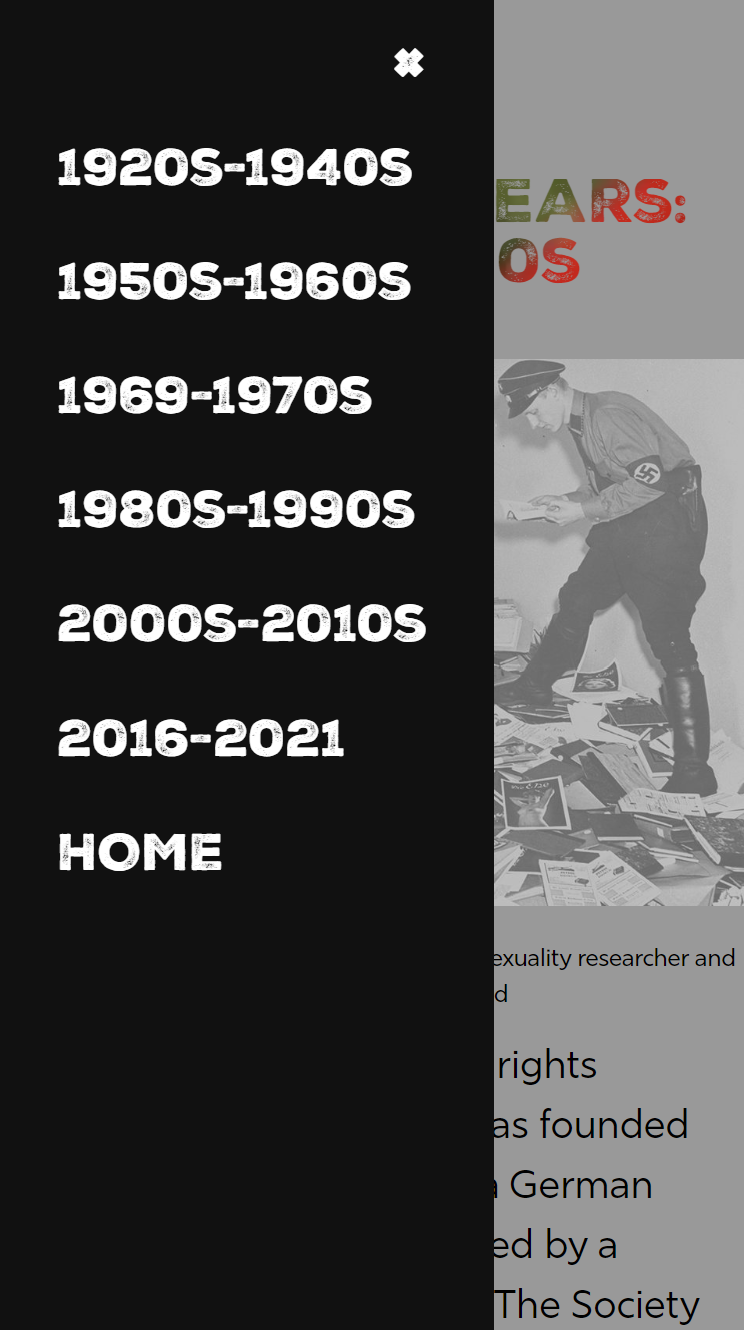 ✖
1920S-1940S
1950S-1960S
1969-1970S
1980S-1990S
2000S-2010S
2016-2021
HOME
EARS:
0S
exuality researcher and
d
rights
as founded
a German
ed by a
The Society